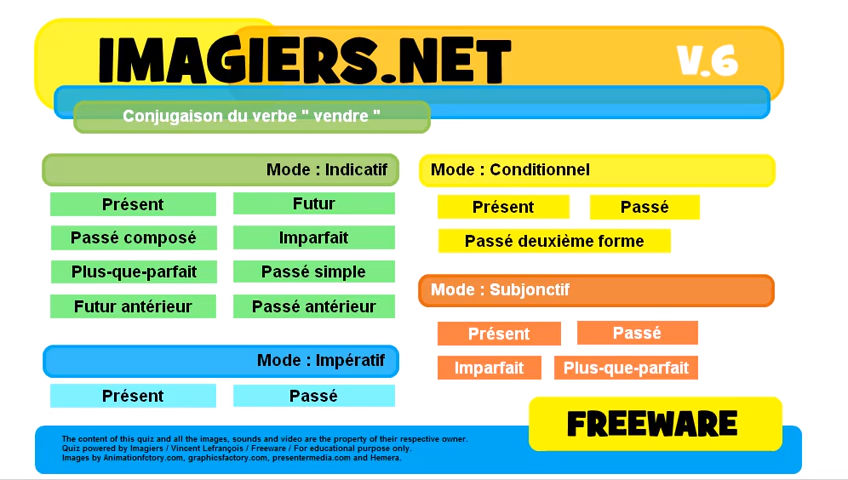 IMAGIERS.NET
V.6
Conjugaison du verbe " vendre "
Mode : Indicatif
Présent
Futur
Passé composé
Imparfait
Plus-que-parfait
Passé simple
Futur antérieur
Passé antérieur
Mode : Impératif
Présent
Passé
Mode : Conditionnel
Présent
Passé
Passé deuxième forme
Mode : Subjonctif
Présent
Passé
Imparfait
Plus-que-parfait
FREEWARE
The content of this quiz and all the images, sounds and video are the property of their respective owner.
Quiz powered by Imagiers / Vincent Lefrançois / Freeware / For educational purpose only.
Images by Animationfctory.com, graphicsfactory.com, presentermedia.com and Hemera.